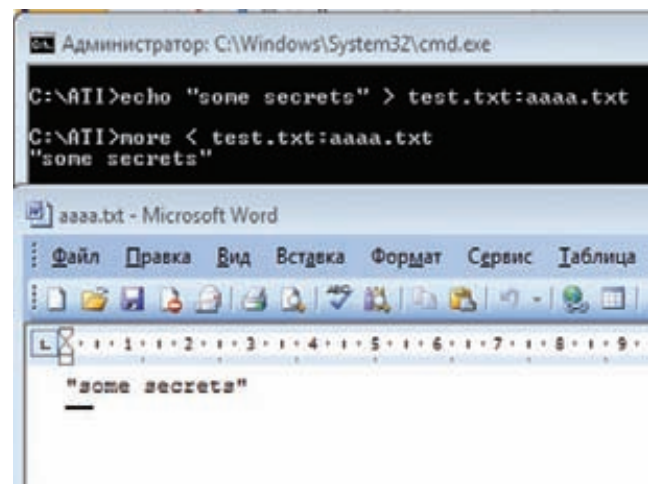 Администратор: C:\Windows\System32\cmd.exe
C:\ATI>echo "some secrets" > test.txt:aaaa.txt
C:\ATI>more < test.txt:aaaa.txt
"some secrets"
aaaa.txt - Microsoft Word
Файл Правка Вид Вставка Формат Сервис Таблица
1 2 3 4 5 6 7 8 9
"some secrets"